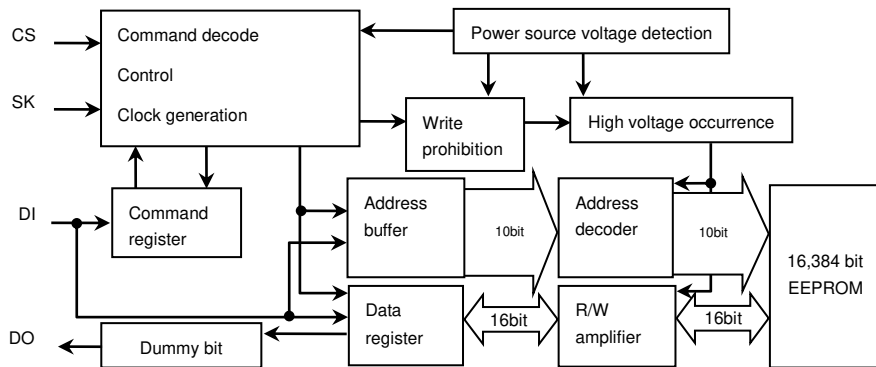 CS
Command decode
Power source voltage detection
Control
SK
Clock generation
Write
prohibition
High voltage occurrence
DI
Command
register
Address
buffer
10bit
Address
decoder
10bit
16,384 bit
EEPROM
Data
register
16bit
R/W
amplifier
16bit
DO
Dummy bit